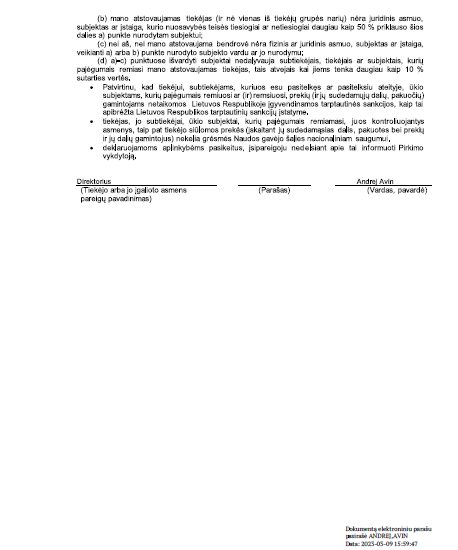 (b) mano atstovaujamas tiekėjas (ir nė vienas iš tiekėjų grupės narių) nėra juridinis asmuo,
subjektas ar įstaiga, kurio nuosavybės teisės tiesiogiai ar netiesiogiai daugiau kaip 50 % priklauso šios
dalies a) punkte nurodytam subjektui;
(c) nei aš, nei mano atstovaujama bendrovė nėra fizinis ar juridinis asmuo, subjektas ar įstaiga,
veikianti a) arba b) punkte nurodyto subjekto vardu ar jo nurodymu;
(d) a)-c) punktuose išvardyti subjektai nedalyvauja subtiekėjais, tiekėjais ar subjektais, kurių
pajėgumais remiasi mano atstovaujamas tiekėjas, tais atvejais kai jiems tenka daugiau kaip 10 %
sutarties vertės.
• Patvirtinu, kad tiekėjui, subtiekėjams, kuriuos esu pasitelkęs ar pasitelksiu ateityje, ūkio
subjektams, kurių pajėgumais remiuosi ar (ir) remsiuosi, prekių (ir jų sudedamųjų dalių, pakuočių)
gamintojams netaikomos Lietuvos Respublikoje įgyvendinamos tarptautinės sankcijos, kaip tai
apibrėžta Lietuvos Respublikos tarptautinių sankcijų įstatyme.
• tiekėjas, jo subtiekėjai, ūkio subjektai, kurių pajėgumais remiamasi, juos kontroliuojantys
asmenys, taip pat tiekėjo siūlomos prekės (įskaitant jų sudedamąsias dalis, pakuotes bei prekių
ir jų dalių gamintojus) nekelia grėsmės Naudos gavėjo šalies nacionaliniam saugumui,
• deklaruojamoms aplinkybėms pasikeitus, įsipareigoju nedelsiant apie tai informuoti Pirkimo
vykdytoją.
Direktorius Andrej Avin
(Tiekėjo arba jo įgalioto asmens (Parašas) (Vardas, pavardė)
pareigų pavadinimas)
Dokumentą elektroniniu parašu
pasirašė ANDREJ,AVIN
Data: 2023-03-09 15:59:47